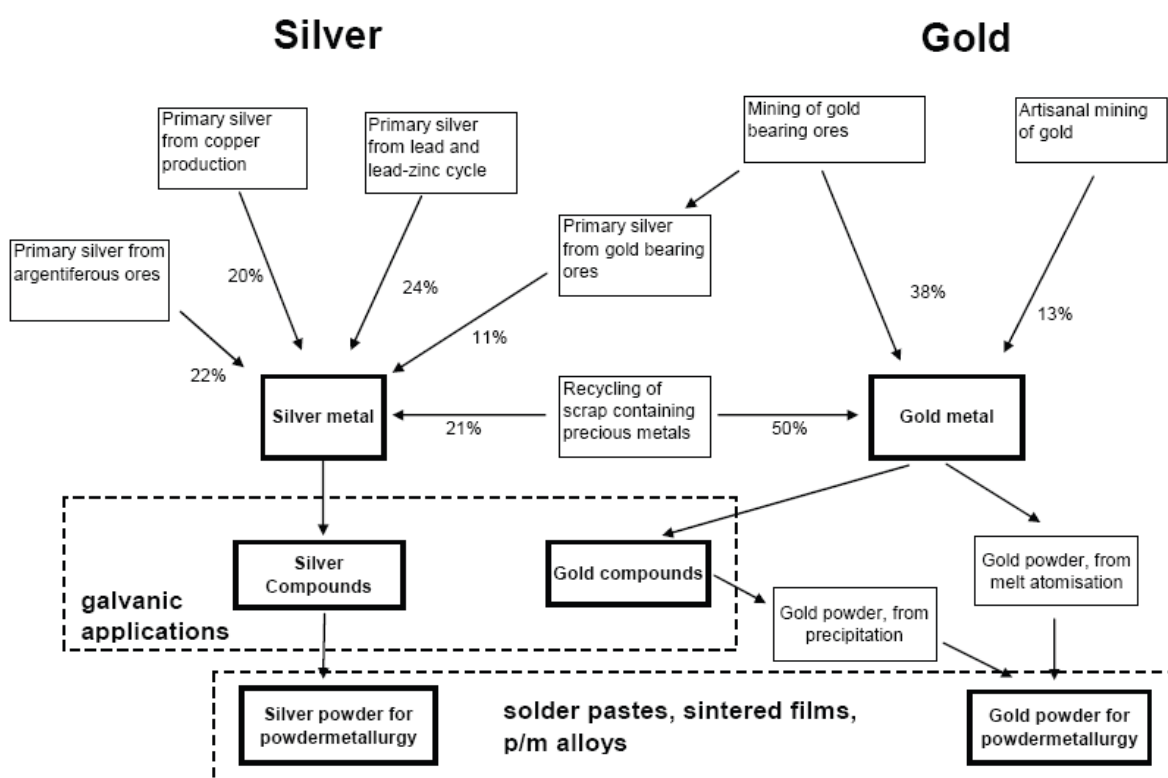 Silver
Gold
Primary silver
from copper
production
Primary silver
from lead and
lead-zinc cycle
Mining of gold
bearing ores
Artisanal mining
of gold
Primary silver from
argentiferous ores
Primary silver
from gold bearing
ores
20%
24%
11%
22%
38%
13%
Silver metal
21%
Recycling of
scrap containing
precious metals
50%
Gold metal
Silver
Compounds
Gold compounds
Gold powder, from
melt atomisation
galvanic
applications
Gold powder, from
precipitation
Silver powder for
powdermetallurgy
solder pastes, sintered films,
p/m alloys
Gold powder for
powdermetallurgy